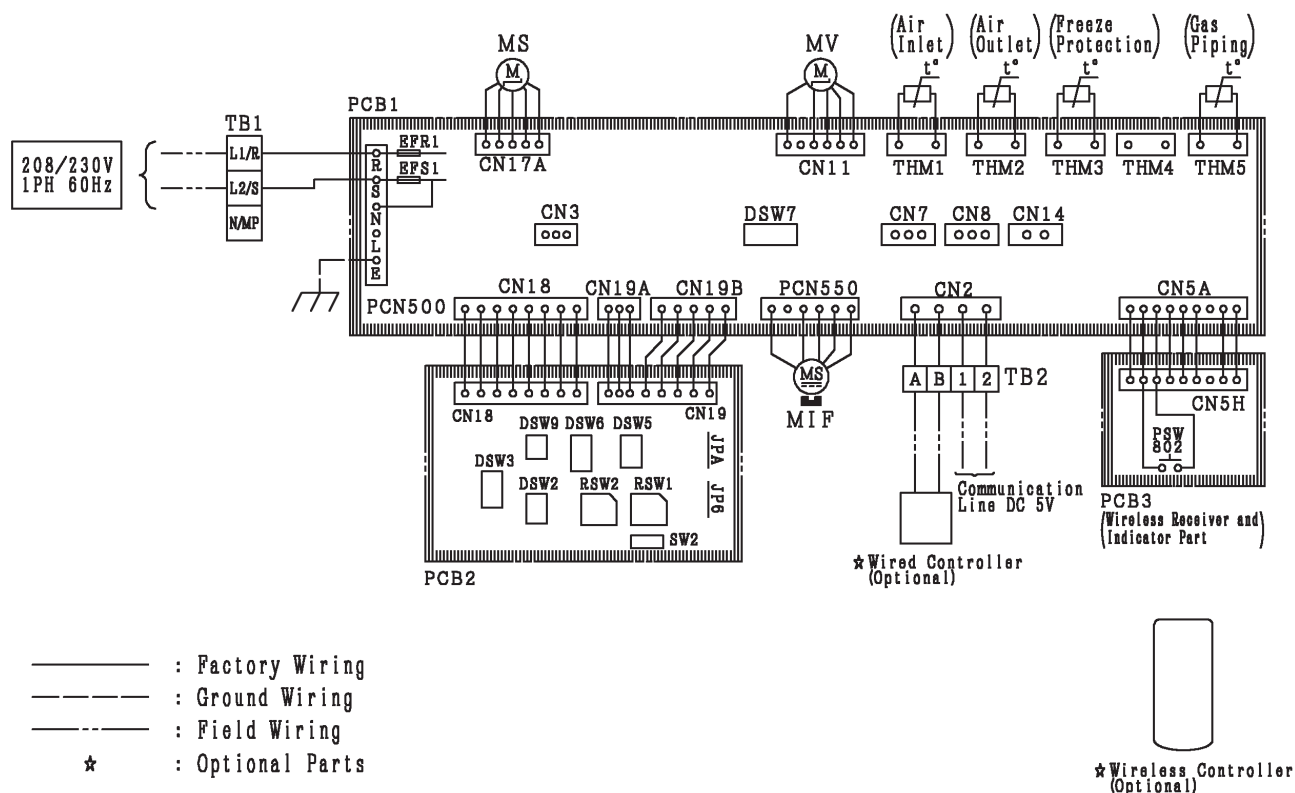 (Air Inlet)
(Air Outlet)
(Freeze Protection)
(Gas Piping)
MS
MV
t°
t°
t°
t°
M
M
PCB1
TB1
208/230V
1PH 60Hz
L1/R
L2/S
N/MP
R
S
N
L
E
EFR1
EFS1
CN17A
CN11
THM1
THM2
THM3
THM4
THM5
CN3
DSW7
CN7
CN8
CN14
PCN500
CN18
CN19A
CN19B
PCN550
CN2
CN5A
CN18
CN19
DSW9
DSW6
DSW5
JPA
DSW3
DSW2
RSW2
RSW1
JP6
SW2
PCB2
MS
MIF
A
B
1
2
TB2
Communication
Line DC 5V
☆Wired Controller
(Optional)
CN5H
PSW
802
PCB3
(Wireless Receiver and
Indicator Part)
: Factory Wiring
: Ground Wiring
: Field Wiring
☆ : Optional Parts
☆Wireless Controller
(Optional)